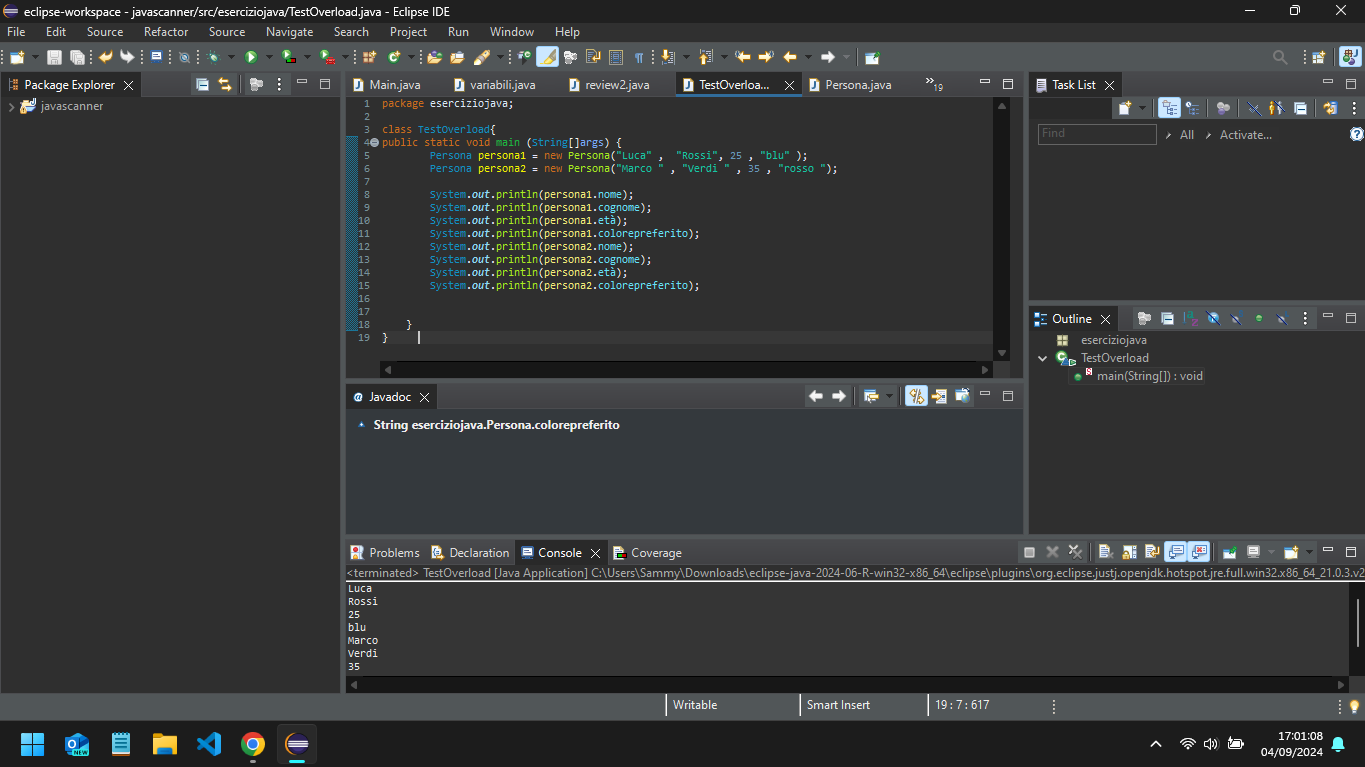 eclipse-workspace - javascanner/src/eserciziojava/TestOverload.java - Eclipse IDE
File Edit Source Refactor Source Navigate Search Project Run Window Help
Package Explorer
javascanner
Main.java variabili.java review2.java TestOverloa... Persona.java 19
1 package eserciziojava;
2
3 class TestOverload{
4 public static void main (String[]args) {
5 Persona persona1 = new Persona("Luca" , "Rossi", 25 , "blu" );
6 Persona persona2 = new Persona("Marco " , "Verdi " , 35 , "rosso ");
7
8 System.out.println(persona1.nome);
9 System.out.println(persona1.cognome);
10 System.out.println(persona1.età);
11 System.out.println(persona1.colorepreferito);
12 System.out.println(persona2.nome);
13 System.out.println(persona2.cognome);
14 System.out.println(persona2.età);
15 System.out.println(persona2.colorepreferito);
16
17
18 }
19 }
Task List
Find All Activate...
Outline
eserciziojava
TestOverload
main(String[]) : void
Javadoc
String eserciziojava.Persona.colorepreferito
Problems Declaration Console Coverage
<terminated> TestOverload [Java Application] C:\Users\Sammy\Downloads\eclipse-java-2024-06-R-win32-x86_64\eclipse\plugins\org.eclipse.justj.openjdk.hotspot.jre.full.win32.x86_64_21.0.3.v2
Luca
Rossi
25
blu
Marco
Verdi
35
Writable Smart Insert 19 : 7 : 617
NEW
17:01:08
04/09/2024